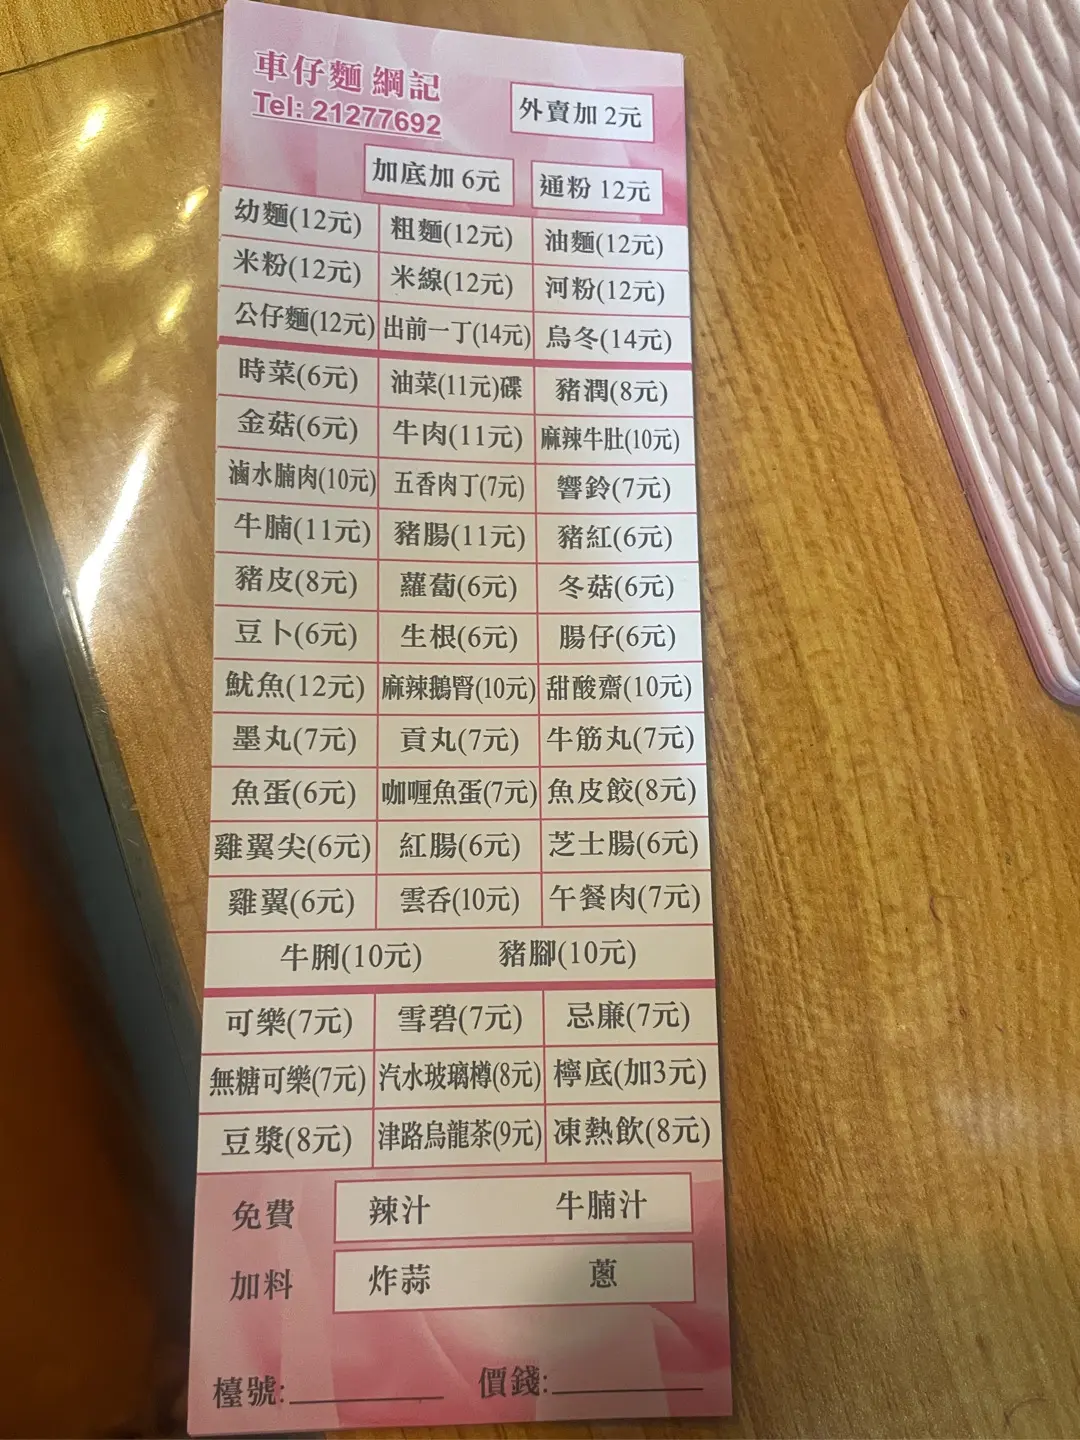 車仔麵 綱記
Tel: 21277692
外賣加 2元
加底加 6元 通粉 12元
幼麵(12元) 粗麵(12元) 油麵(12元)
米粉(12元) 米線(12元) 河粉(12元)
公仔麵(12元) 出前一丁(14元) 烏冬(14元)
時菜(6元) 油菜(11元)碟 豬潤(8元)
金菇(6元) 牛肉(11元) 麻辣牛肚(10元)
滷水腩肉(10元) 五香肉丁(7元) 響鈴(7元)
牛腩(11元) 豬腸(11元) 豬紅(6元)
豬皮(8元) 蘿蔔(6元) 冬菇(6元)
豆卜(6元) 生根(6元) 腸仔(6元)
魷魚(12元) 麻辣鵝腎(10元) 甜酸齋(10元)
墨丸(7元) 貢丸(7元) 牛筋丸(7元)
魚蛋(6元) 咖喱魚蛋(7元) 魚皮餃(8元)
雞翼尖(6元) 紅腸(6元) 芝士腸(6元)
雞翼(6元) 雲吞(10元) 午餐肉(7元)
牛脷(10元) 豬腳(10元)
可樂(7元) 雪碧(7元) 忌廉(7元)
無糖可樂(7元) 汽水玻璃樽(8元) 檸底(加3元)
豆漿(8元) 津路烏龍茶(9元) 凍熱飲(8元)
免費 辣汁 牛腩汁
加料 炸蒜 蔥
檯號: 價錢: